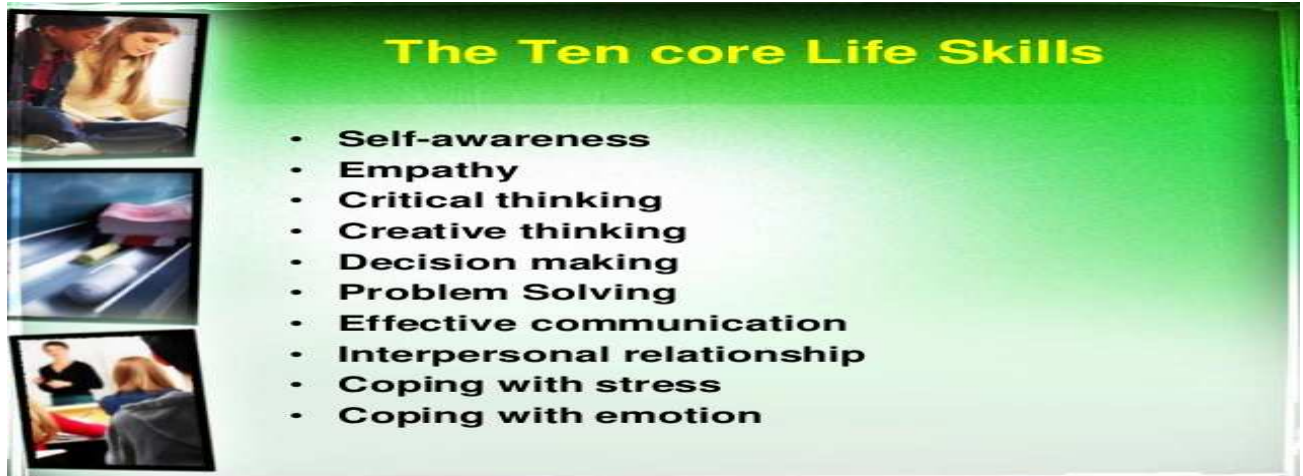 The Ten core Life Skills
• Self-awareness
• Empathy
• Critical thinking
• Creative thinking
• Decision making
• Problem Solving
• Effective communication
• Interpersonal relationship
• Coping with stress
• Coping with emotion